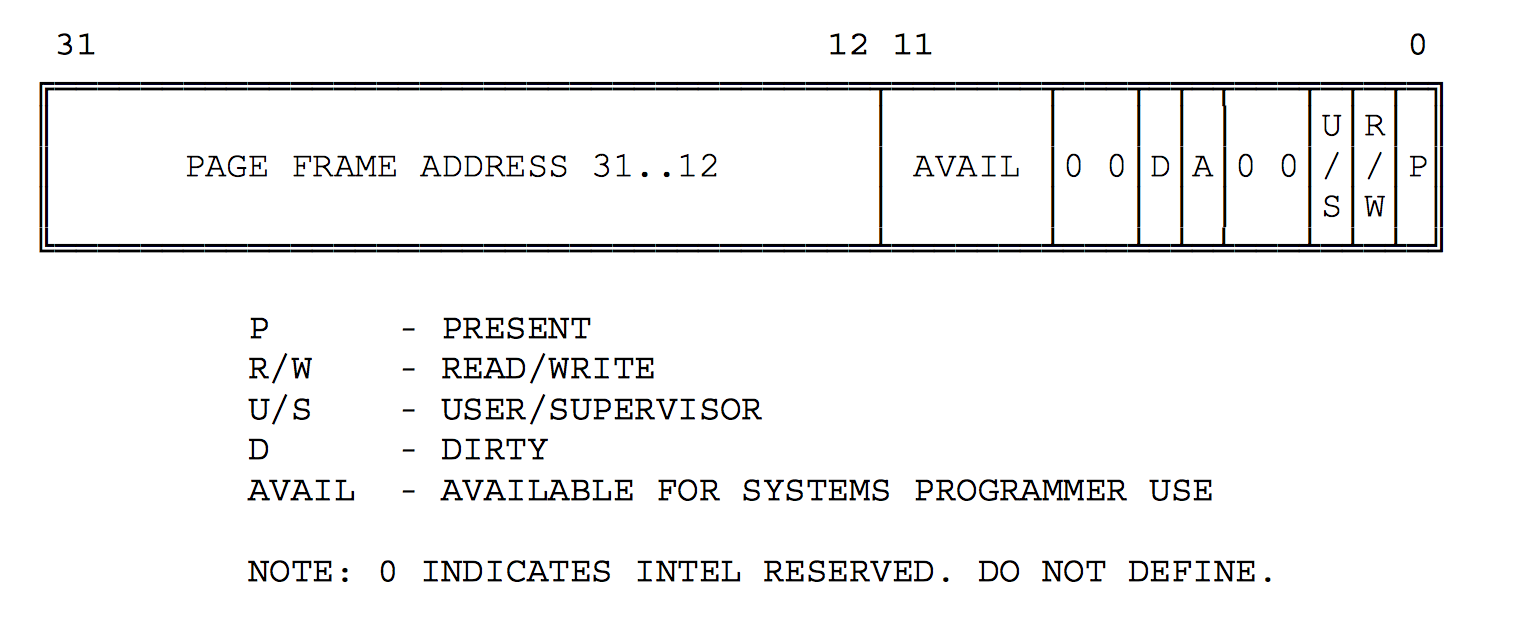 31 12 11 0
PAGE FRAME ADDRESS 31..12 AVAIL 0 0 D A 0 0 U/S R/W P
P - PRESENT
R/W - READ/WRITE
U/S - USER/SUPERVISOR
D - DIRTY
AVAIL - AVAILABLE FOR SYSTEMS PROGRAMMER USE
NOTE: 0 INDICATES INTEL RESERVED. DO NOT DEFINE.